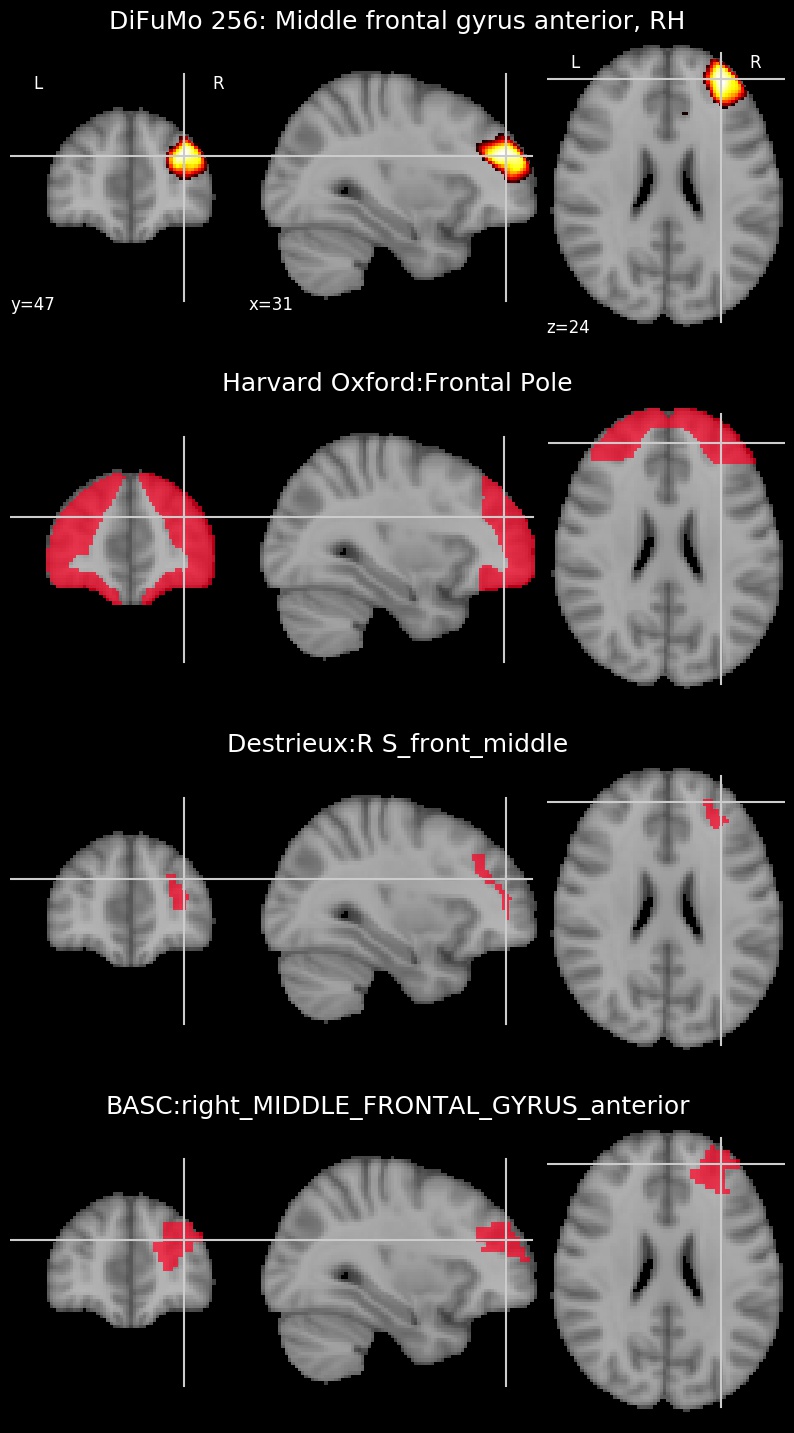 DiFuMo 256: Middle frontal gyrus anterior, RH
L R L R
y=47 x=31 z=24
Harvard Oxford:Frontal Pole
Destrieux:R S_front_middle
BASC:right_MIDDLE_FRONTAL_GYRUS_anterior